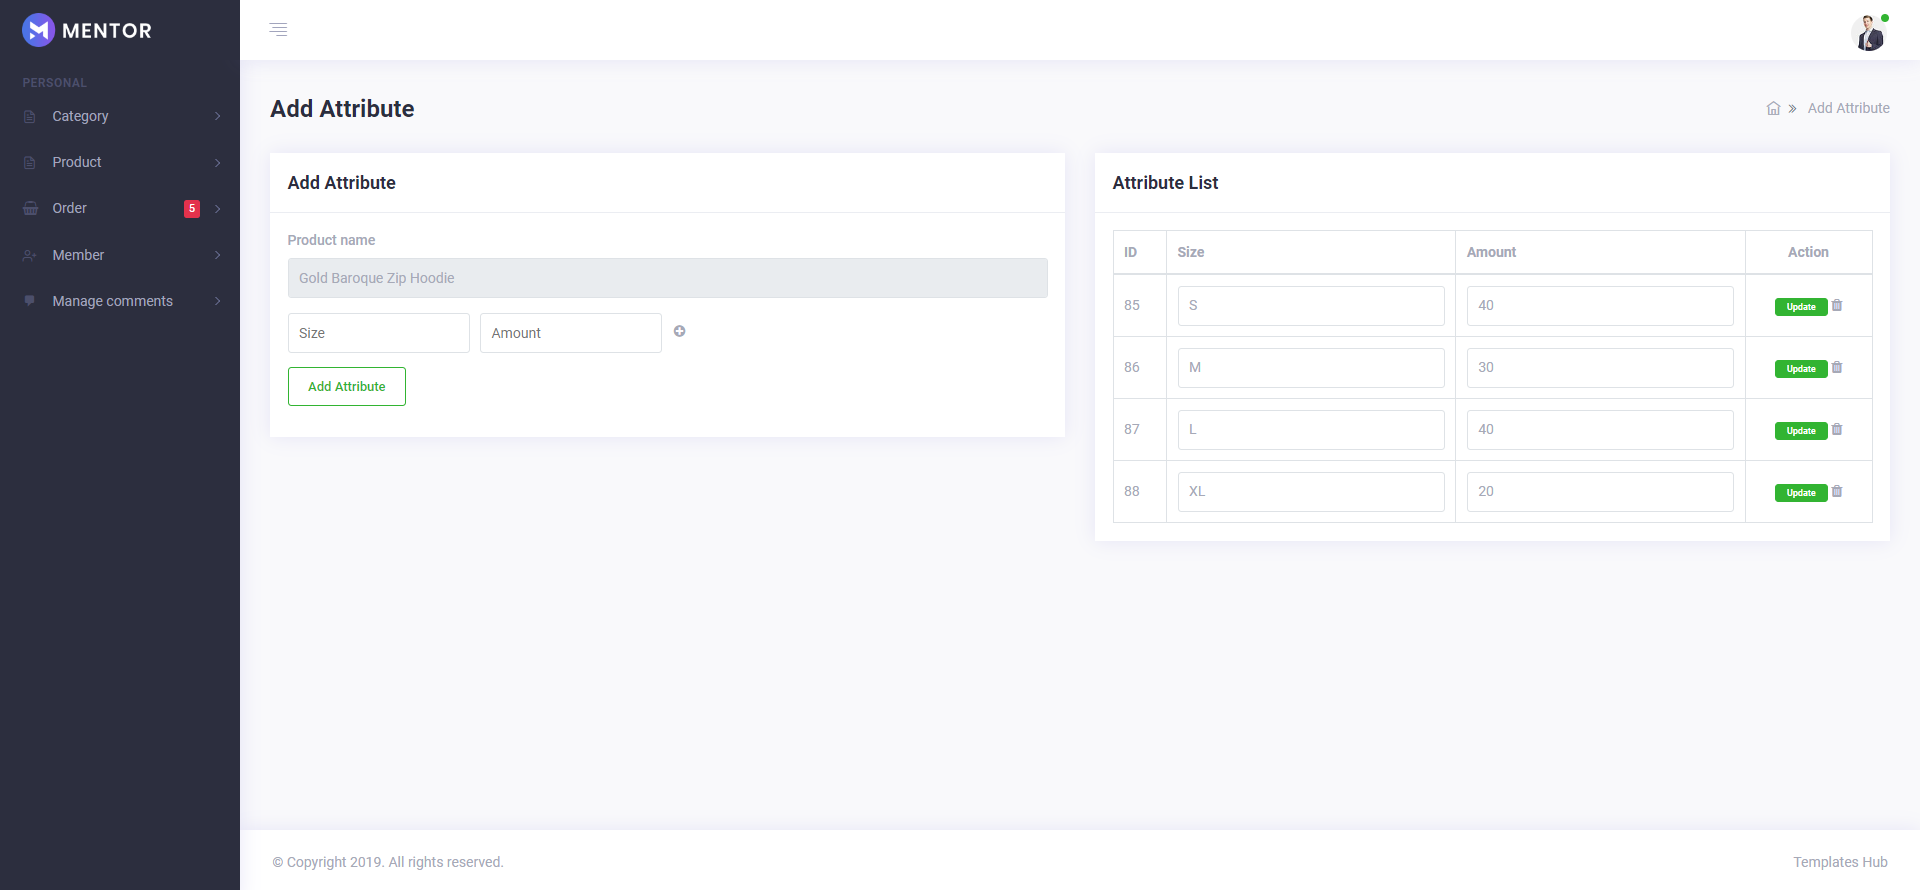 MENTOR
PERSONAL
Category
Product
Order 5
Member
Manage comments
Add Attribute
Add Attribute
Add Attribute
Product name
Gold Baroque Zip Hoodie
Size Amount
Add Attribute
Attribute List
ID Size Amount Action
85 S 40 Update
86 M 30 Update
87 L 40 Update
88 XL 20 Update
© Copyright 2019. All rights reserved.
Templates Hub